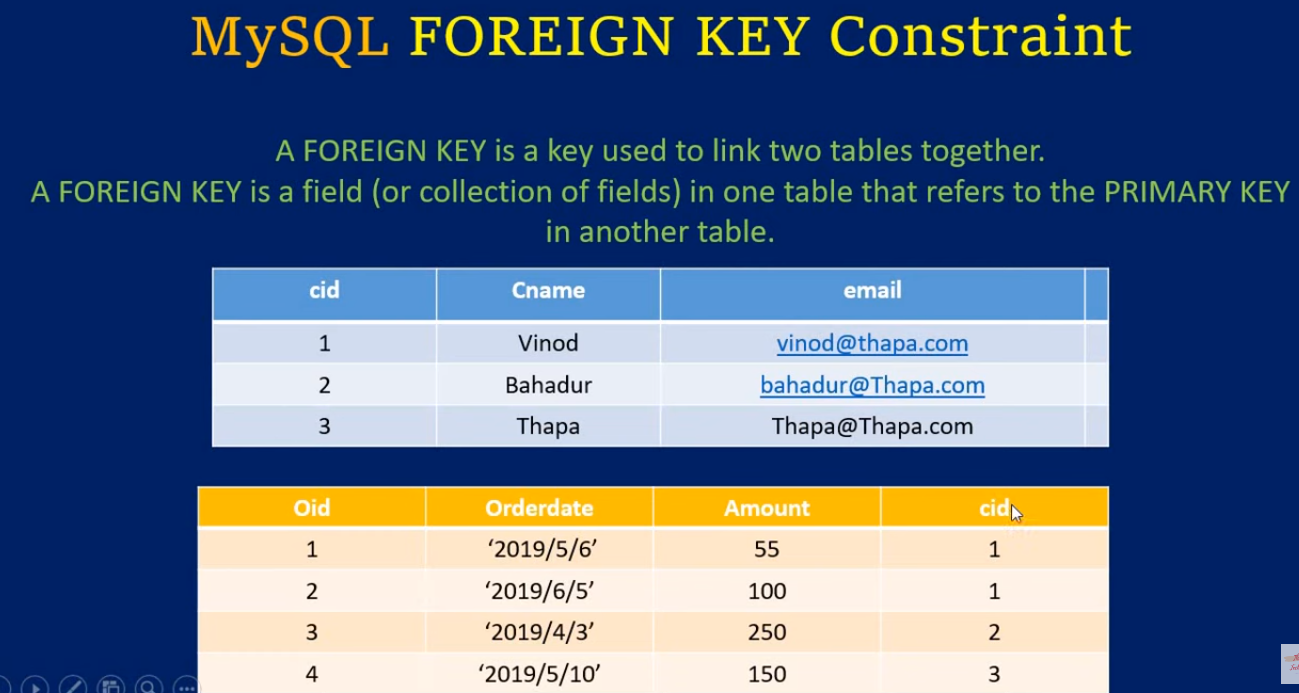 MySQL FOREIGN KEY Constraint
A FOREIGN KEY is a key used to link two tables together.
A FOREIGN KEY is a field (or collection of fields) in one table that refers to the PRIMARY KEY
in another table.
cid Cname email
1 Vinod vinod@thapa.com
2 Bahadur bahadur@Thapa.com
3 Thapa Thapa@Thapa.com
Oid Orderdate Amount cid
1 ‘2019/5/6’ 55 1
2 ‘2019/6/5’ 100 1
3 ‘2019/4/3’ 250 2
4 ‘2019/5/10’ 150 3